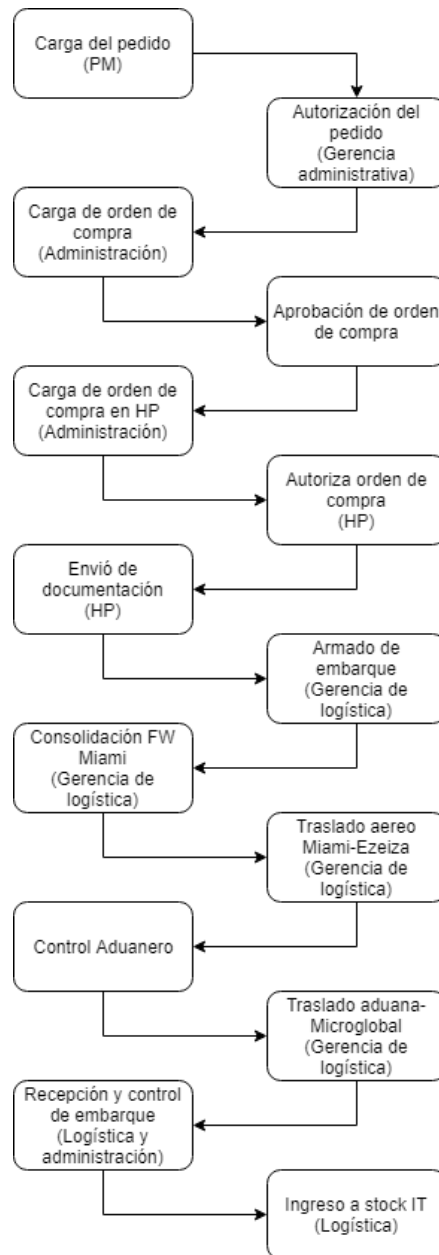 Carga del pedido
(PM)
Autorización del
pedido
(Gerencia
administrativa)
Carga de orden de
compra
(Administración)
Aprobación de orden
de compra
Carga de orden de
compra en HP
(Administración)
Autoriza orden de
compra
(HP)
Envió de
documentación
(HP)
Armado de
embarque
(Gerencia de
logística)
Consolidación FW
Miami
(Gerencia de
logística)
Traslado aereo
Miami-Ezeiza
(Gerencia de
logística)
Control Aduanero
Traslado aduana-
Microglobal
(Gerencia de
logística)
Recepción y control
de embarque
(Logística y
administración)
Ingreso a stock IT
(Logística)